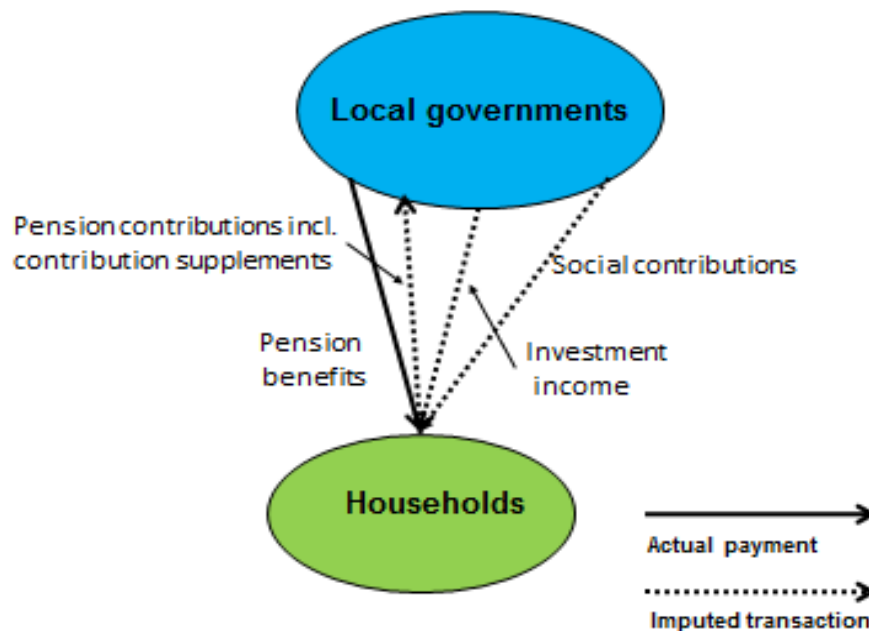 Local governments
Pension contributions incl.
contribution supplements
Social contributions
Pension
benefits
Investment
income
Households
Actual payment
Imputed transaction